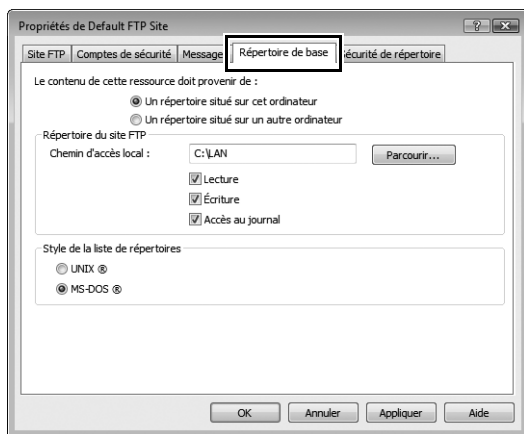 Propriétés de Default FTP Site
Site FTP Comptes de sécurité Message Répertoire de base Sécurité de répertoire
Le contenu de cette ressource doit provenir de :
Un répertoire situé sur cet ordinateur
Un répertoire situé sur un autre ordinateur
Répertoire du site FTP
Chemin d'accès local : C:\LAN Parcourir...
Lecture
Écriture
Accès au journal
Style de la liste de répertoires
UNIX ®
MS-DOS ®
OK Annuler Appliquer Aide